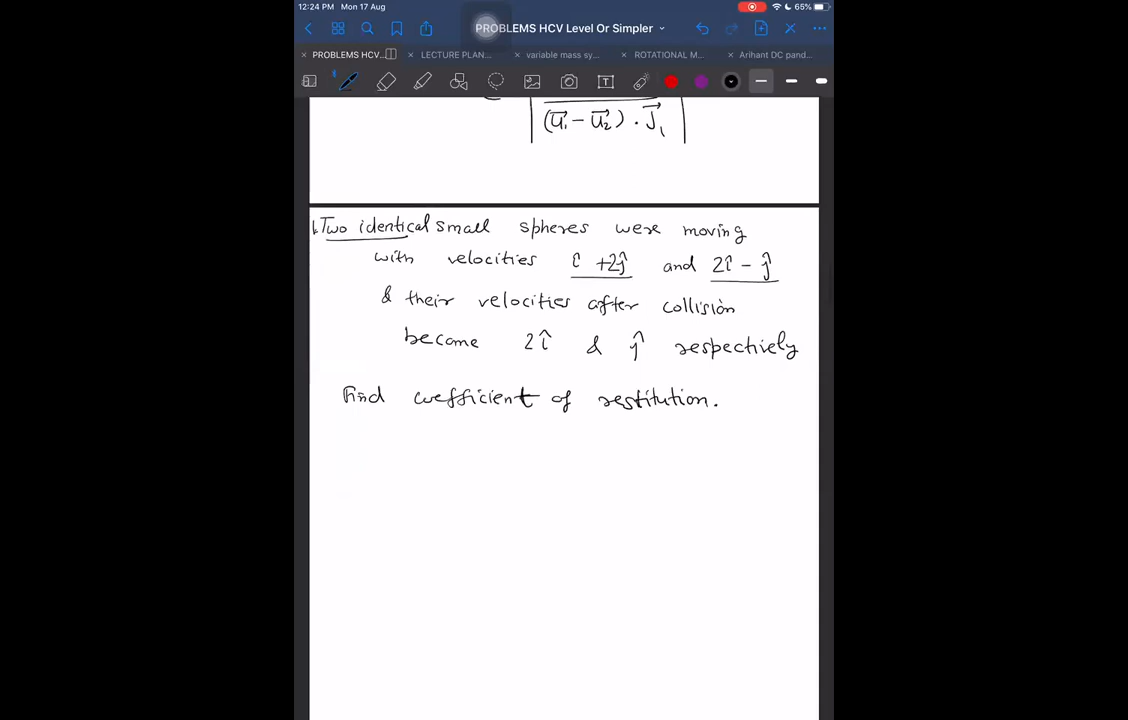 12:24 PM Mon 17 Aug
65%
PROBLEMS HCV Level Or Simpler
PROBLEMS HCV...
LECTURE PLAN...
variable mass sy...
ROTATIONAL M...
Arihant DC pand...
(u⃗₁ − u⃗₂) · J⃗₁
1. Two identical small spheres were moving
with velocities î + 2ĵ and 2î − ĵ
& their velocities after collision
become 2î & ĵ respectively
Find coefficient of restitution.